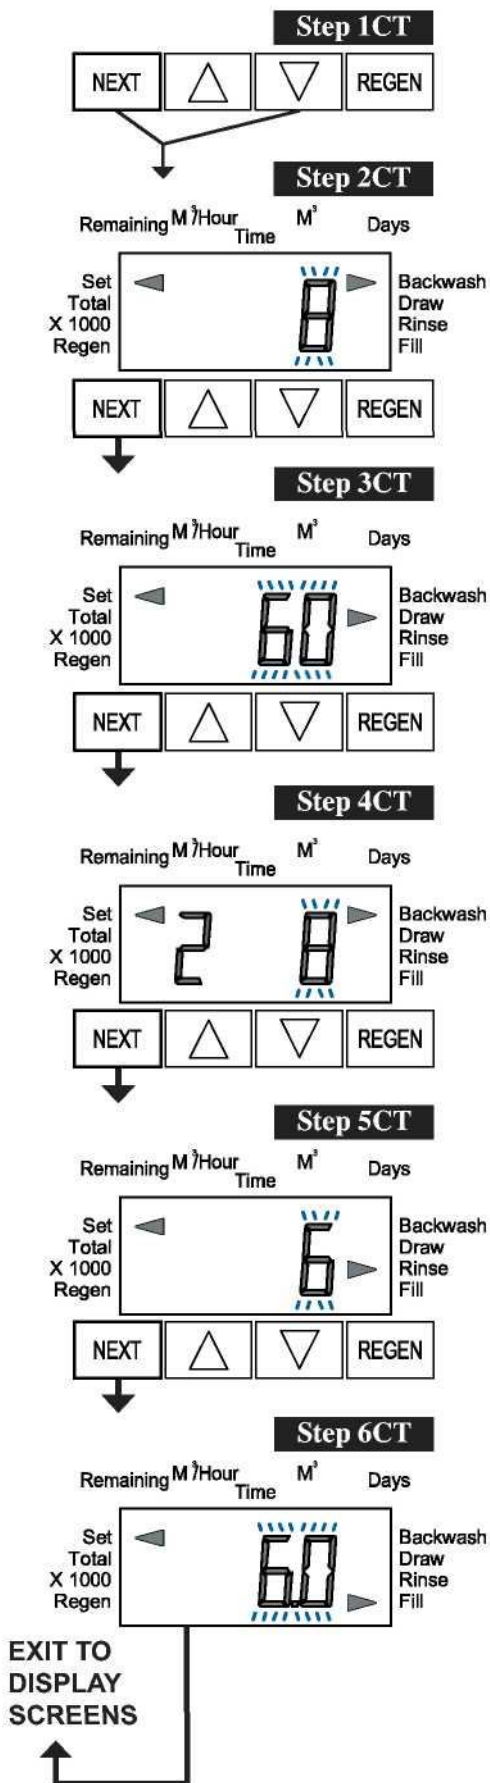 Step 1CT
NEXT △ ▽ REGEN
Step 2CT
Remaining M³/Hour Time M³ Days
Set 8 Backwash
Total Draw
X 1000 Rinse
Regen Fill
NEXT △ ▽ REGEN
Step 3CT
Remaining M³/Hour Time M³ Days
Set 60 Backwash
Total Draw
X 1000 Rinse
Regen Fill
NEXT △ ▽ REGEN
Step 4CT
Remaining M³/Hour Time M³ Days
Set 2 8 Backwash
Total Draw
X 1000 Rinse
Regen Fill
NEXT △ ▽ REGEN
Step 5CT
Remaining M³/Hour Time M³ Days
Set 6 Backwash
Total Draw
X 1000 Rinse
Regen Fill
NEXT △ ▽ REGEN
Step 6CT
Remaining M³/Hour Time M³ Days
Set 6.0 Backwash
Total Draw
X 1000 Rinse
Regen Fill
EXIT TO
DISPLAY
SCREENS